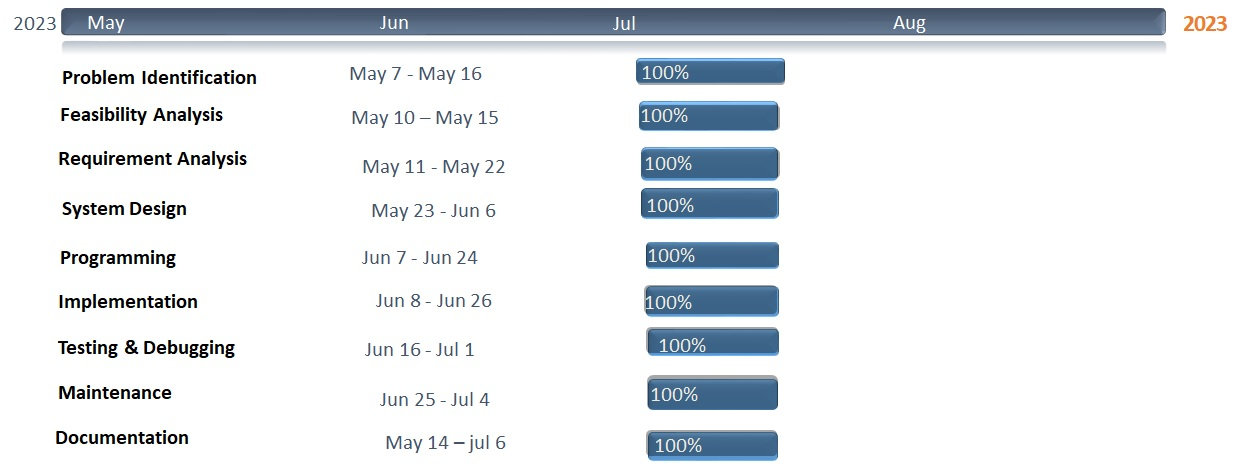 2023 May Jun Jul Aug 2023
Problem Identification May 7 - May 16 100%
Feasibility Analysis May 10 – May 15 100%
Requirement Analysis May 11 - May 22 100%
System Design May 23 - Jun 6 100%
Programming Jun 7 - Jun 24 100%
Implementation Jun 8 - Jun 26 100%
Testing & Debugging Jun 16 - Jul 1 100%
Maintenance Jun 25 - Jul 4 100%
Documentation May 14 – jul 6 100%